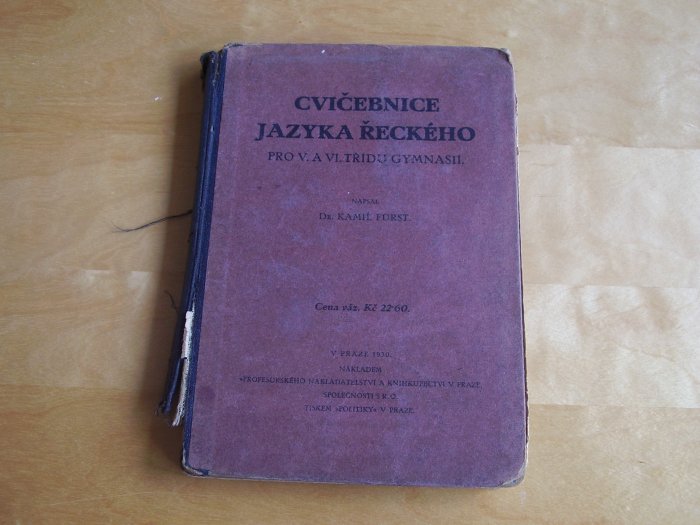 CVIČEBNICE
JAZYKA ŘECKÉHO
PRO V. A VI. TŘÍDU GYMNASIÍ.
NAPSAL
Dr. KAMIL FÜRST.
Cena váz. Kč 22·60.
V PRAZE 1930.
NÁKLADEM
»PROFESORSKÉHO NAKLADATELSTVÍ A KNIHKUPECTVÍ V PRAZE,
SPOLEČNOSTI S R. O.
TISKEM »POLITIKY« V PRAZE.